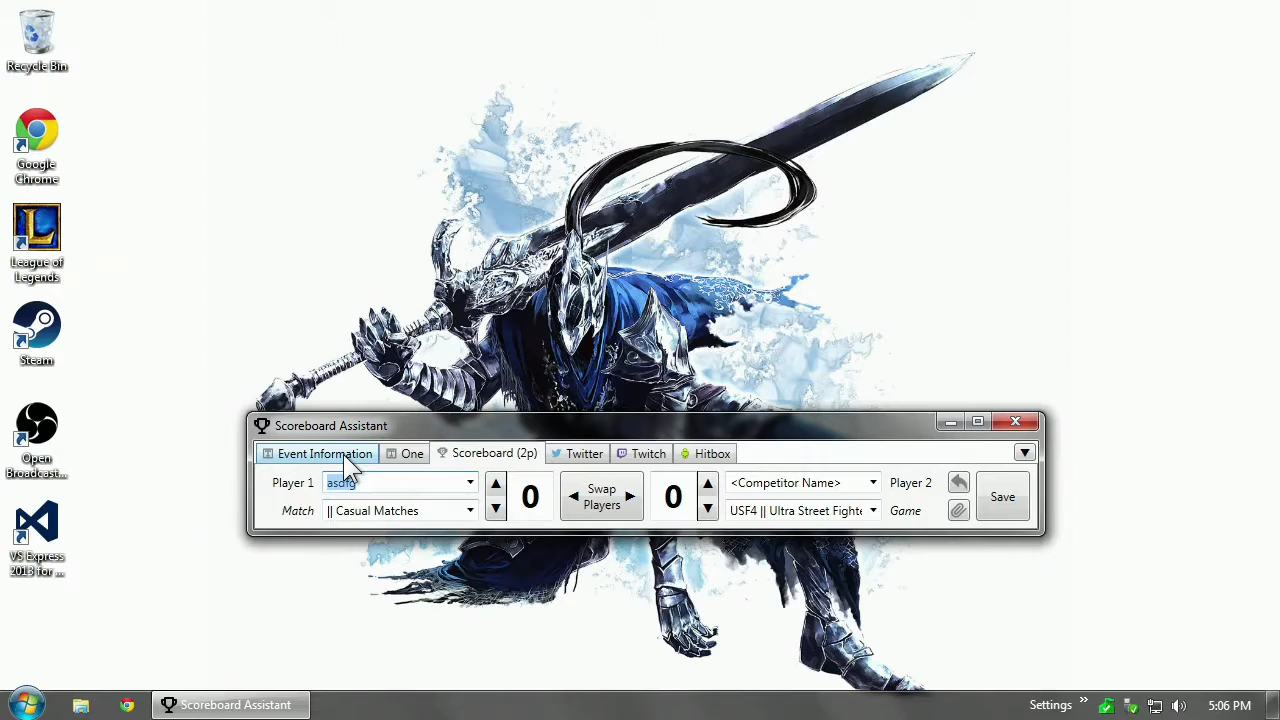 Recycle Bin
Google
Chrome
League of
Legends
Steam
Open
Broadcast...
VS Express
2013 for ...
Scoreboard Assistant
Event Information
One
Scoreboard (2p)
Twitter
Twitch
Hitbox
Player 1
asdfg
0
Swap
Players
0
<Competitor Name>
Player 2
Save
Match
|| Casual Matches
USF4 || Ultra Street Fighte
Game
Scoreboard Assistant
Settings
5:06 PM